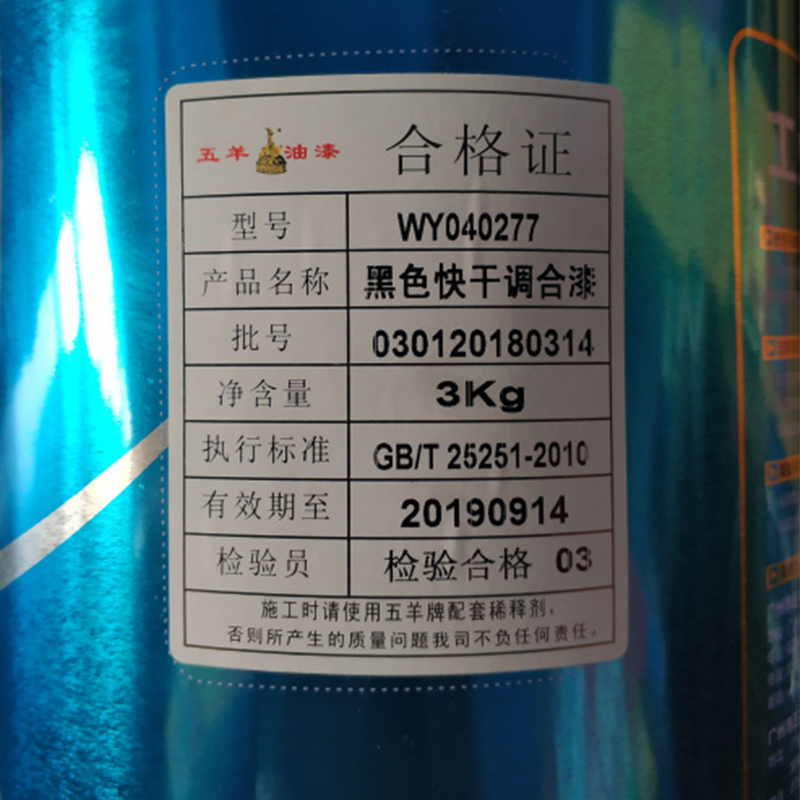 五羊油漆 合格证
型号 WY040277
产品名称 黑色快干调合漆
批号 030120180314
净含量 3Kg
执行标准 GB/T 25251-2010
有效期至 20190914
检验员 检验合格 03
施工时请使用五羊牌配套稀释剂，
否则所产生的质量问题我司不负任何责任。
工